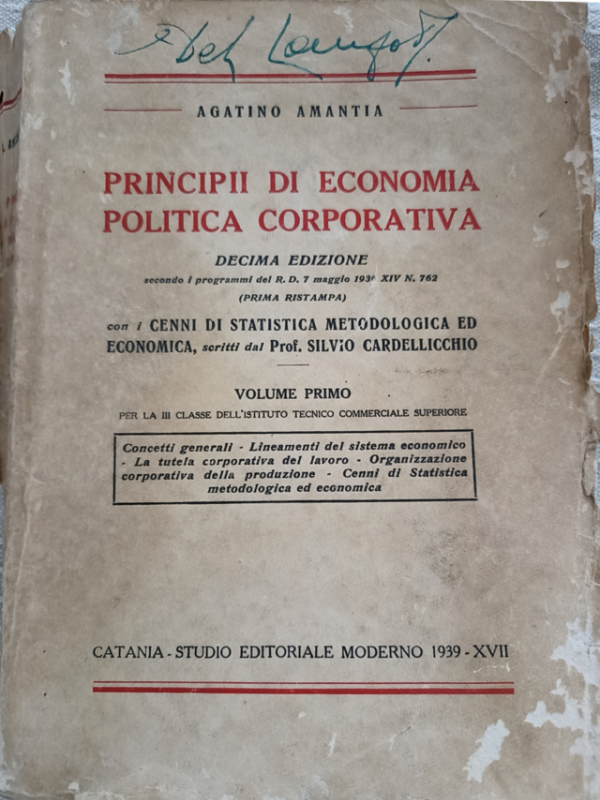 AGATINO AMANTIA
PRINCIPII DI ECONOMIA
POLITICA CORPORATIVA
DECIMA EDIZIONE
secondo i programmi del R. D. 7 maggio XIV N. 762
(PRIMA RISTAMPA)
con i CENNI DI STATISTICA METODOLOGICA ED
ECONOMICA, scritti dal Prof. SILVIO CARDELLICCHIO
VOLUME PRIMO
PER LA III CLASSE DELL'ISTITUTO TECNICO COMMERCIALE SUPERIORE
Concetti generali - Lineamenti del sistema economico
- La tutela corporativa del lavoro - Organizzazione
corporativa della produzione - Cenni di Statistica
metodologica ed economica
CATANIA - STUDIO EDITORIALE MODERNO 1939 - XVII